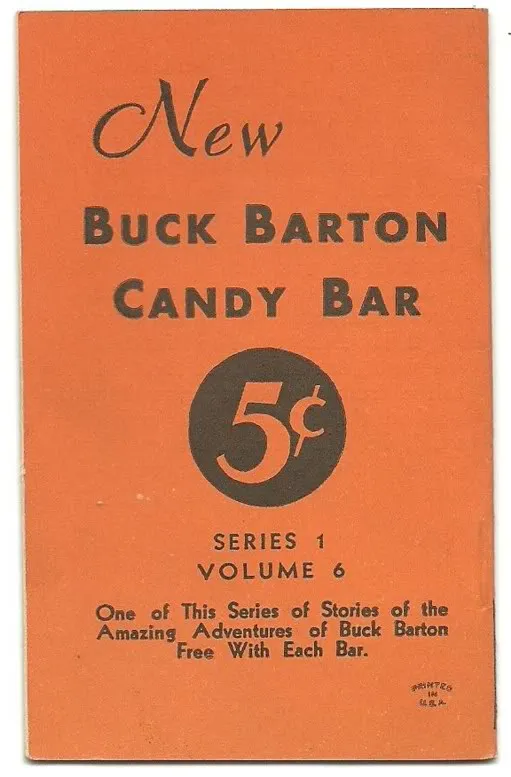 New
BUCK BARTON
CANDY BAR
5¢
SERIES 1
VOLUME 6
One of This Series of Stories of the
Amazing Adventures of Buck Barton
Free With Each Bar.
PRINTED
IN
U.S.A.